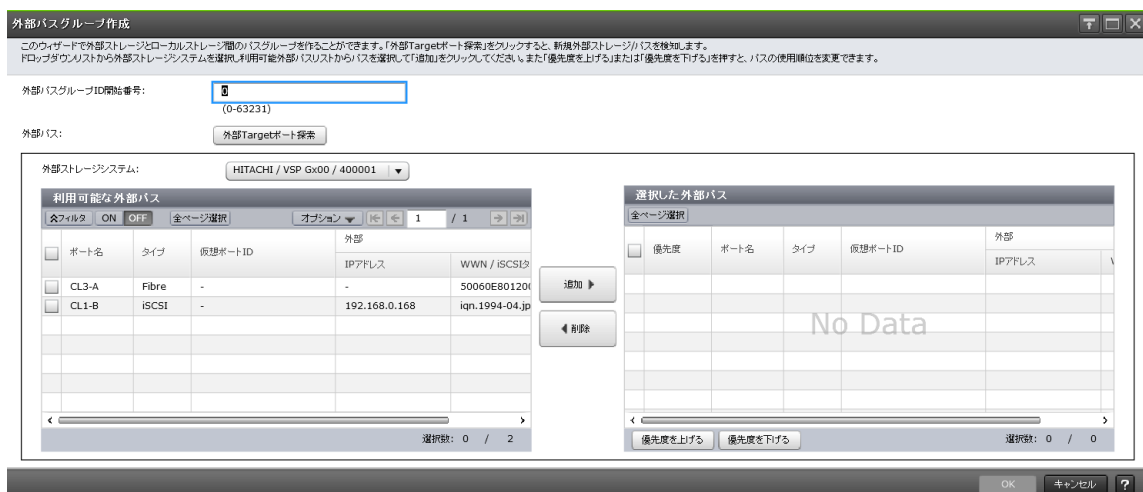 外部パスグループ作成
このウィザードで外部ストレージとローカルストレージ間のパスグループを作ることができます。「外部Targetポート探索」をクリックすると、新規外部ストレージ/パスを検知します。
ドロップダウンリストから外部ストレージシステムを選択し利用可能外部パスリストからパスを選択して「追加」をクリックしてください。また「優先度を上げる」または「優先度を下げる」を押すと、パスの使用順位を変更できます。
外部パスグループID開始番号: 0
(0-63231)
外部パス: 外部Targetポート探索
外部ストレージシステム: HITACHI / VSP Gx00 / 400001
利用可能な外部パス
フィルタ ON OFF 全ページ選択 オプション 1 / 1
ポート名 タイプ 仮想ポートID 外部
IPアドレス WWN / iSCSIタ
CL3-A Fibre - - 50060E80120(
CL1-B iSCSI - 192.168.0.168 iqn.1994-04.jp
選択数: 0 / 2
追加
削除
選択した外部パス
全ページ選択
優先度 ポート名 タイプ 仮想ポートID 外部
IPアドレス
No Data
優先度を上げる 優先度を下げる 選択数: 0 / 0
OK キャンセル ?